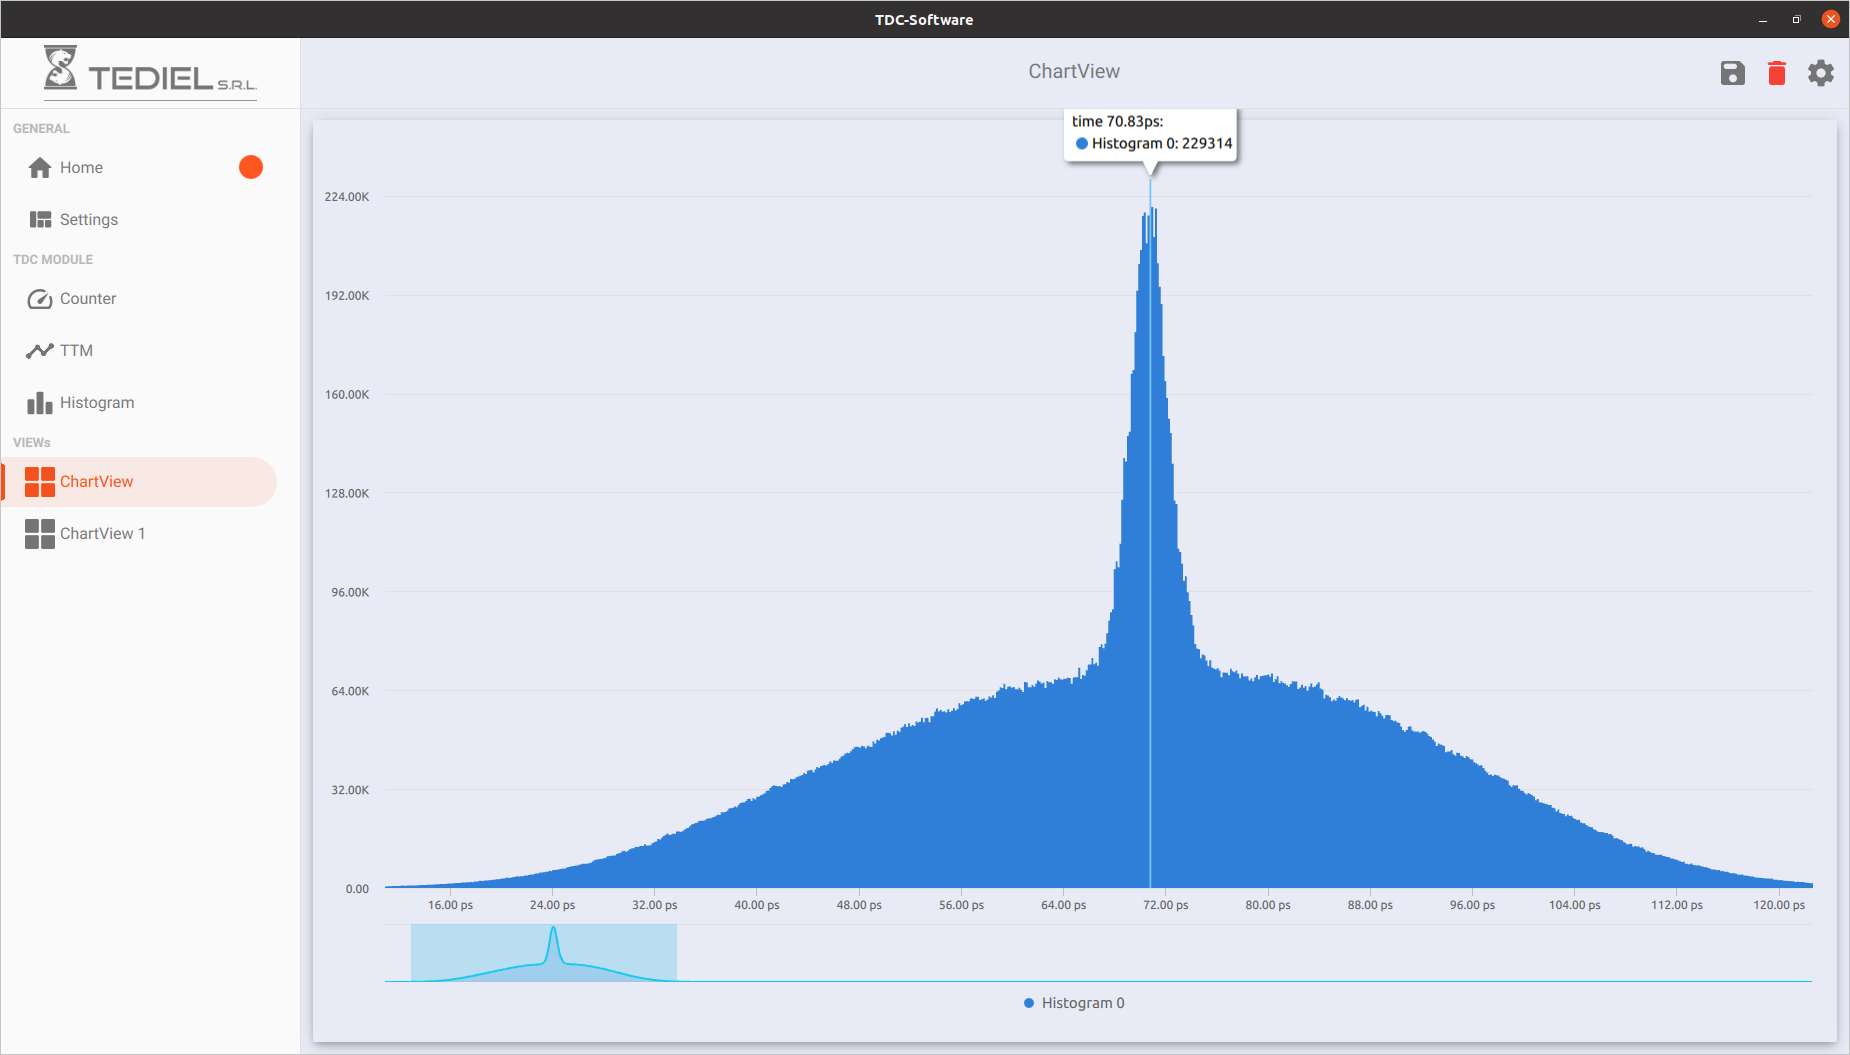 TDC-Software
TEDIEL S.R.L.
GENERAL
Home
Settings
TDC MODULE
Counter
TTM
Histogram
VIEWs
ChartView
ChartView 1
ChartView
time 70.83ps:
Histogram 0: 229314
224.00K
192.00K
160.00K
128.00K
96.00K
64.00K
32.00K
0.00
16.00 ps 24.00 ps 32.00 ps 40.00 ps 48.00 ps 56.00 ps 64.00 ps 72.00 ps 80.00 ps 88.00 ps 96.00 ps 104.00 ps 112.00 ps 120.00 ps
Histogram 0